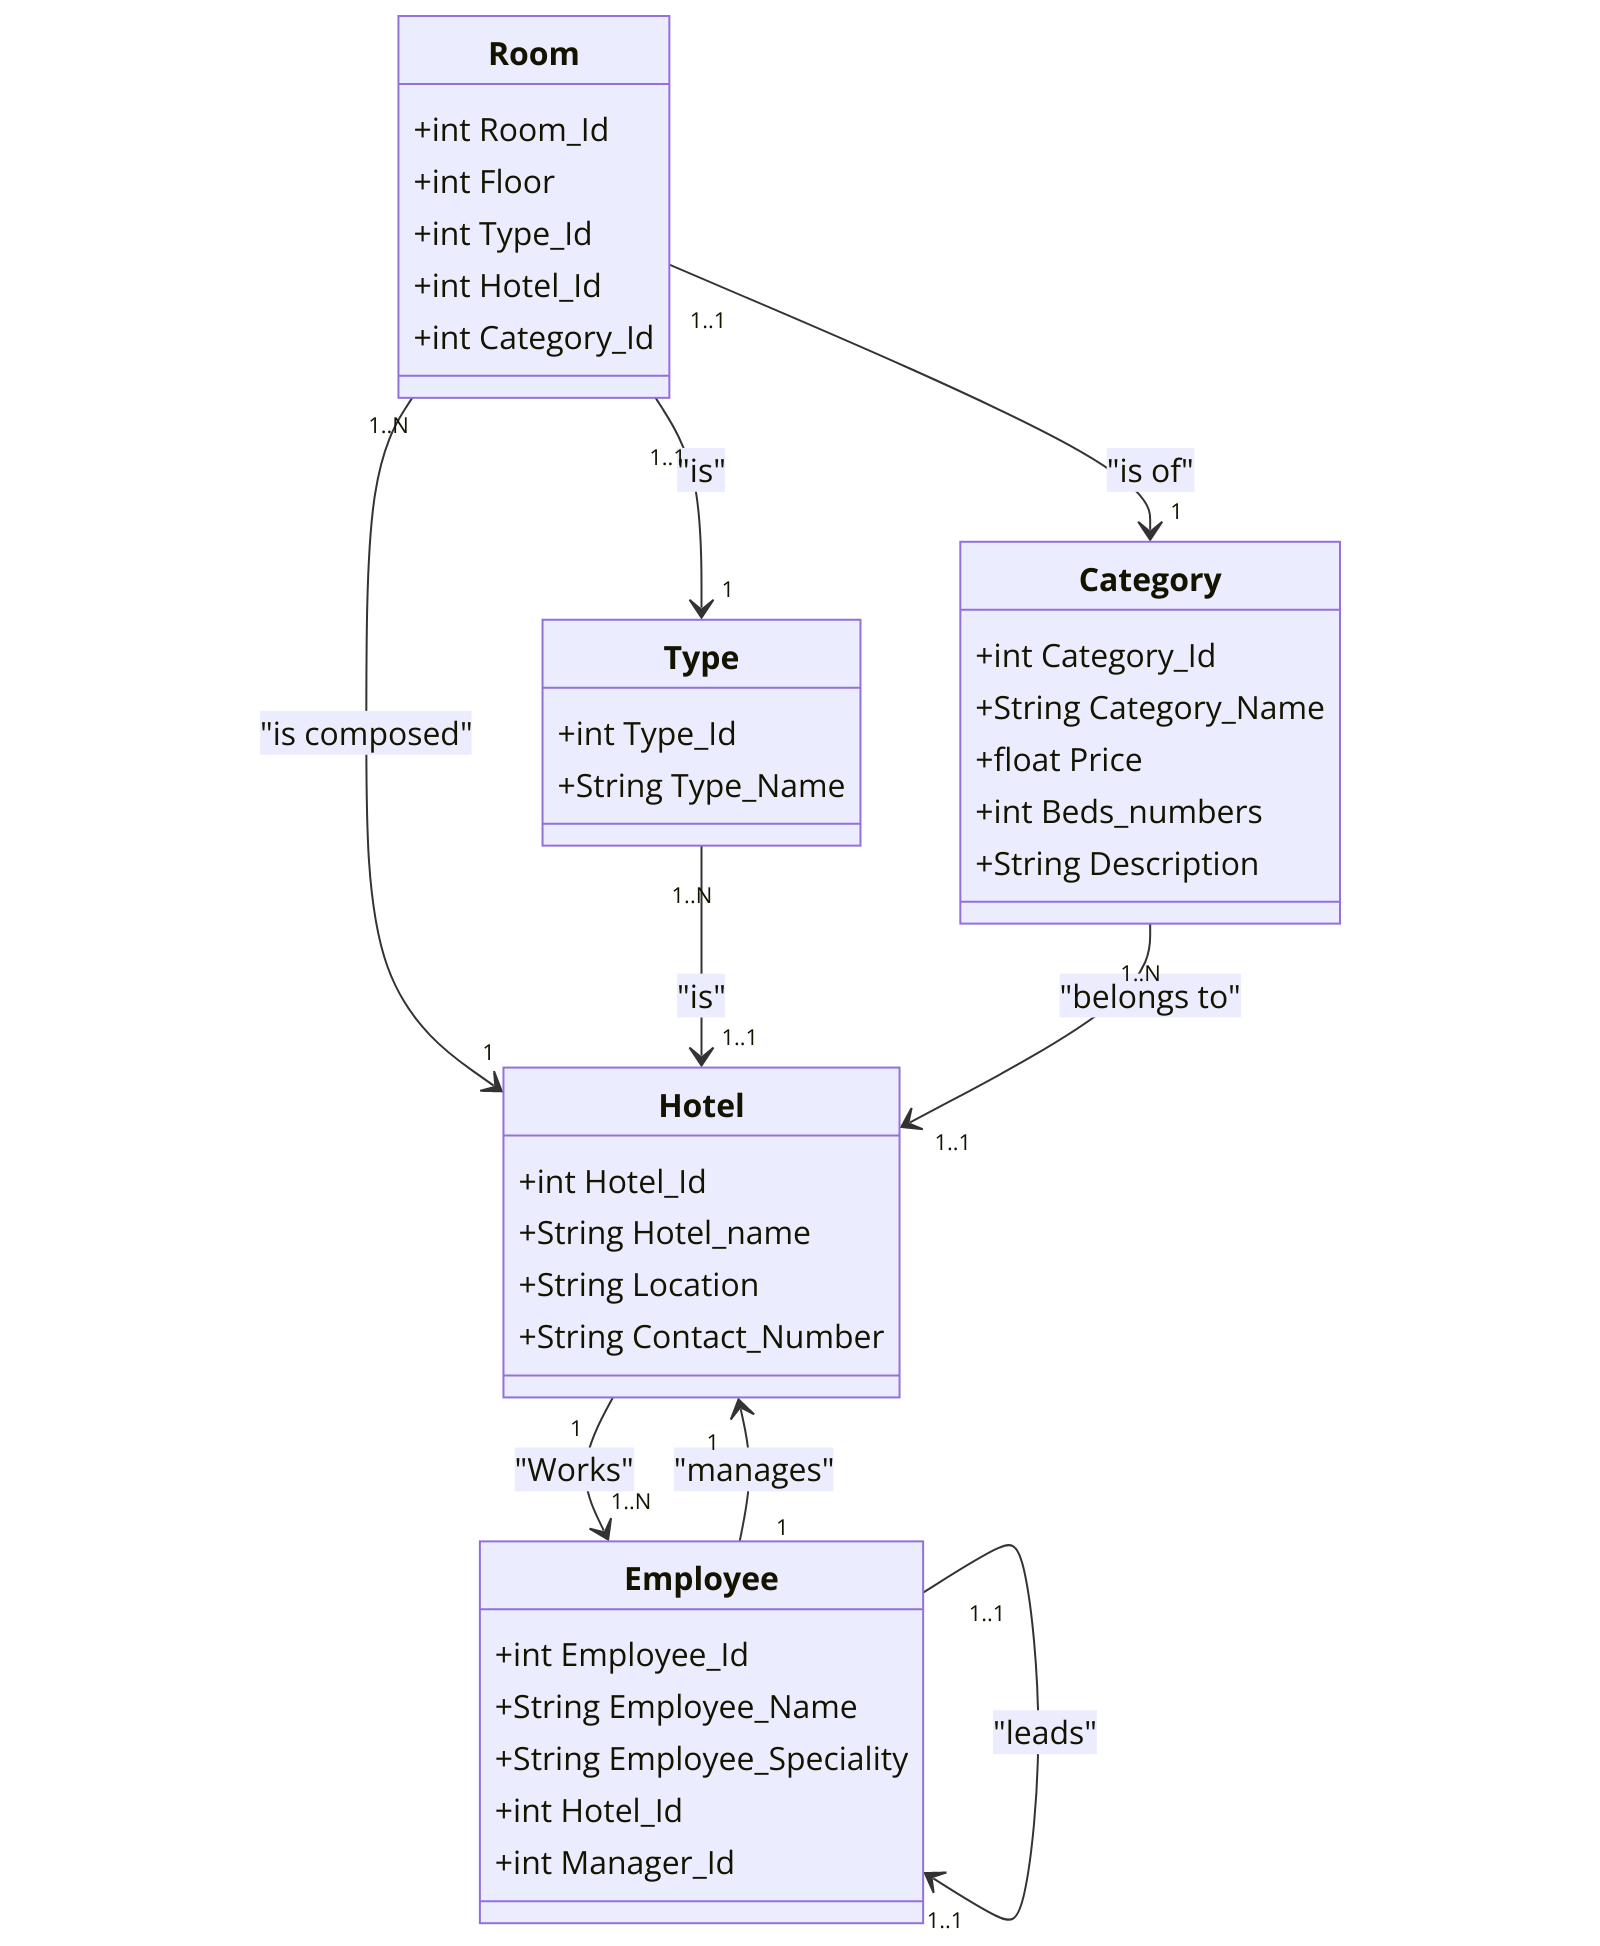 Room
+int Room_Id
+int Floor
+int Type_Id
+int Hotel_Id
+int Category_Id
1..1
1..N
1..1
"is"
"is of"
1
1
Category
+int Category_Id
+String Category_Name
+float Price
+int Beds_numbers
+String Description
Type
+int Type_Id
+String Type_Name
"is composed"
1..N
"is"
1..1
1..N
"belongs to"
1..1
1
Hotel
+int Hotel_Id
+String Hotel_name
+String Location
+String Contact_Number
1
"Works"
1..N
1
"manages"
1
Employee
+int Employee_Id
+String Employee_Name
+String Employee_Speciality
+int Hotel_Id
+int Manager_Id
1..1
"leads"
1..1